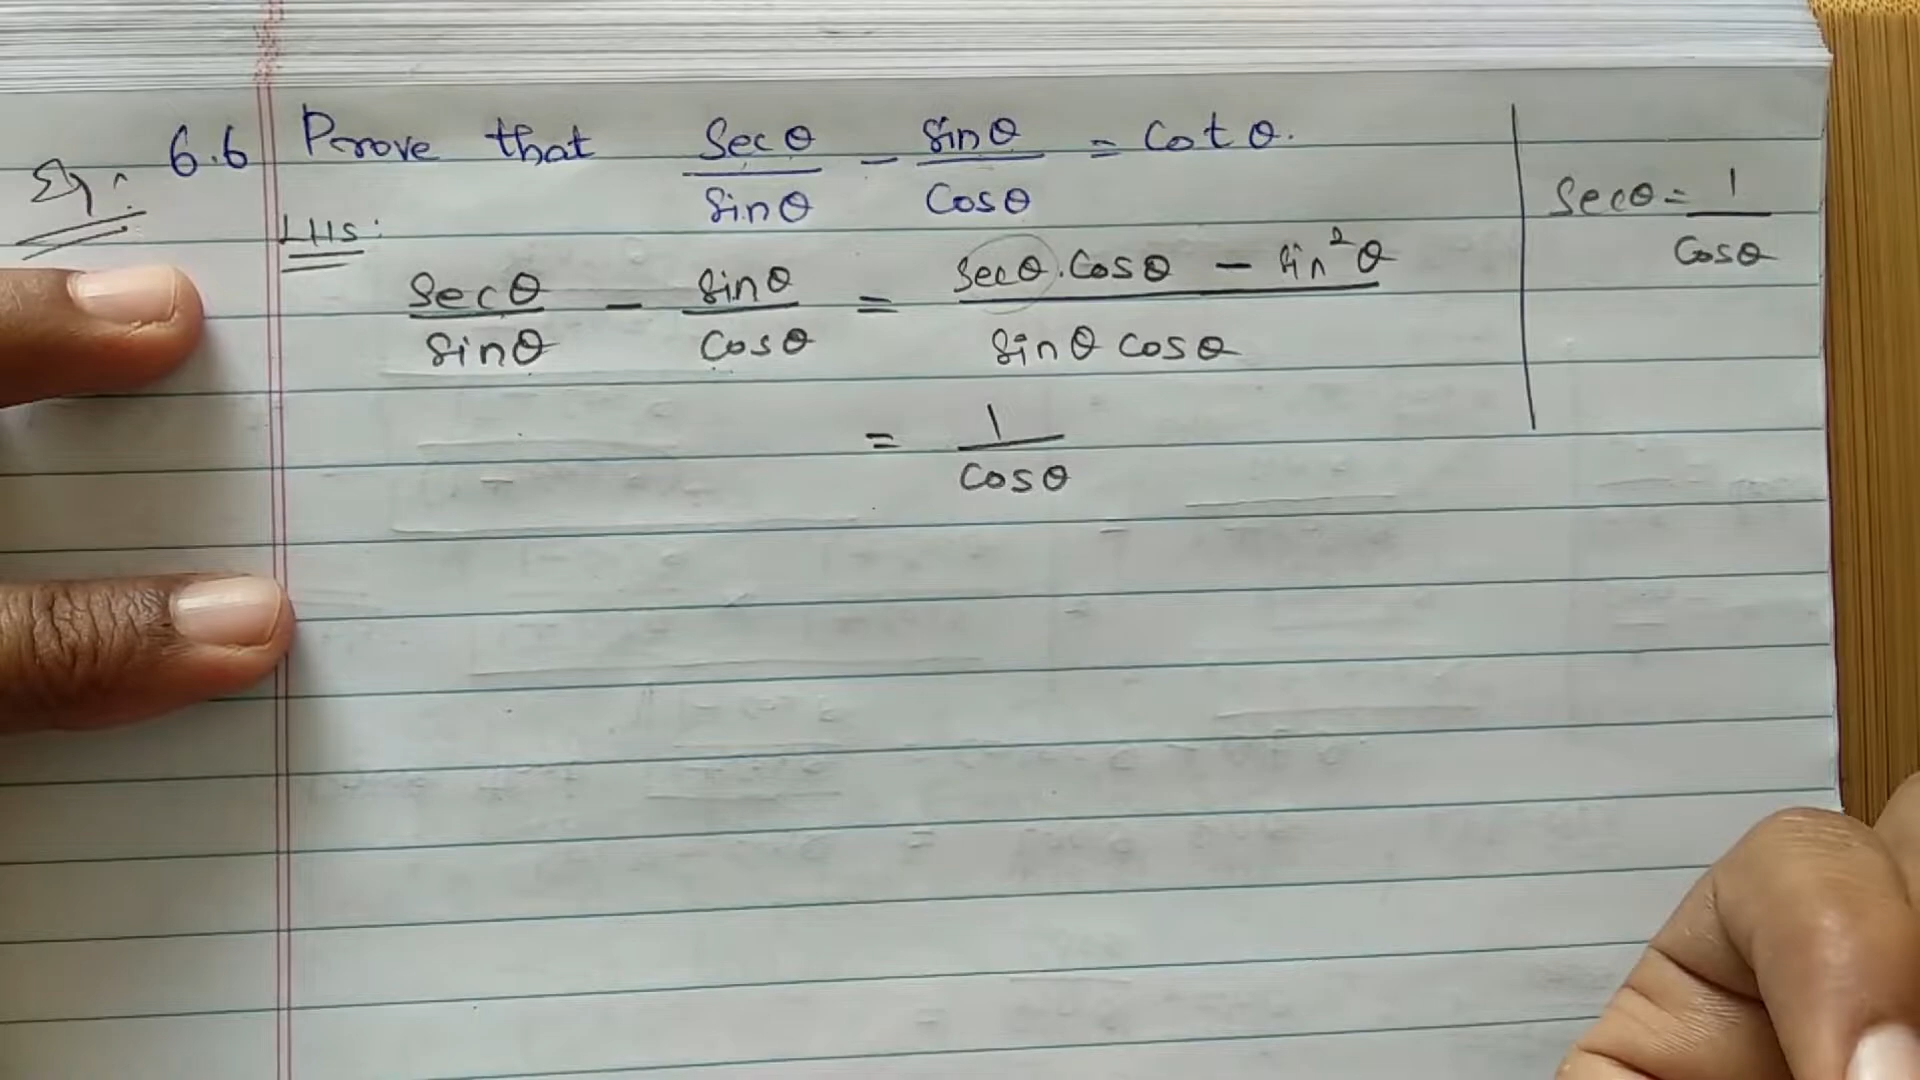 Eg: 6.6 Prove that Secθ/Sinθ - Sinθ/Cosθ = Cot θ.
LHS:
Secθ/Sinθ - Sinθ/Cosθ = Secθ.Cosθ - Sin²θ / Sinθ Cosθ
= 1/Cosθ
Secθ = 1/Cosθ